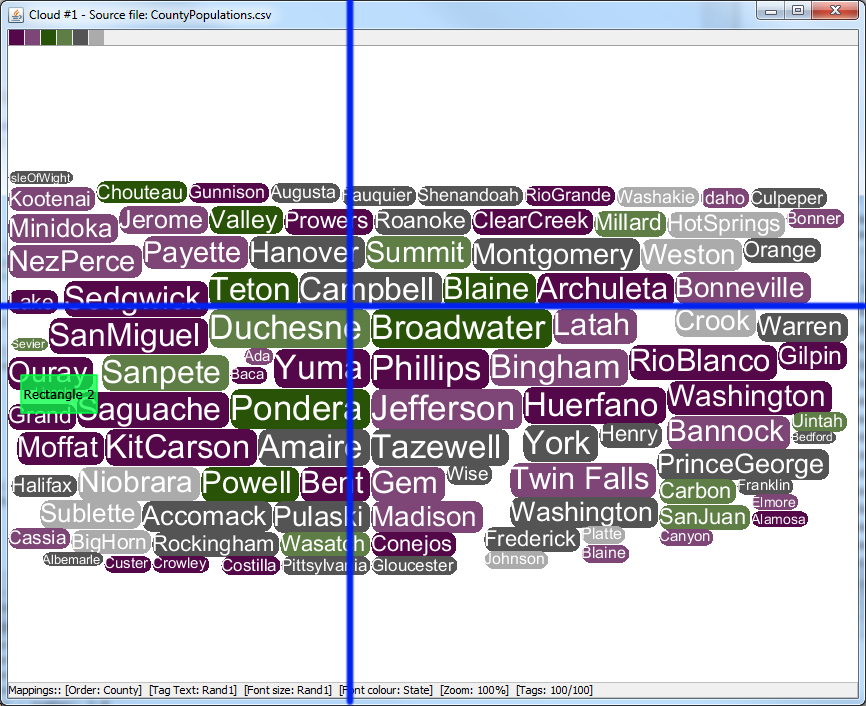 Cloud #1 - Source file: CountyPopulations.csv
sleOfWight
Kootenai Chouteau Gunnison Augusta Fauquier Shenandoah RioGrande Washakie Idaho Culpeper
Minidoka Jerome Valley Prowers Roanoke ClearCreek Millard HotSprings Bonner
NezPerce Payette Hanover Summit Montgomery Weston Orange
Lake Sedgwick Teton Campbell Blaine Archuleta Bonneville
Sevier SanMiguel Duchesne Broadwater Latah Crook Warren
Ouray Sanpete Ada Baca Yuma Phillips Bingham RioBlanco Gilpin
Rectangle 2
Grand Saguache Pondera Jefferson Huerfano Washington
Moffat KitCarson Amaire Tazewell York Henry Bannock Uintah Bedford
Halifax Niobrara Powell Bent Gem Wise Twin Falls PrinceGeorge Carbon Franklin Elmore
Sublette Accomack Pulaski Madison Washington SanJuan Alamosa
Cassia BigHorn Rockingham Wasatch Conejos Frederick Platte Canyon
Albemarle Custer Crowley Costilla Pittsylvania Gloucester Johnson Blaine
Mappings:: [Order: County] [Tag Text: Rand1] [Font size: Rand1] [Font colour: State] [Zoom: 100%] [Tags: 100/100]